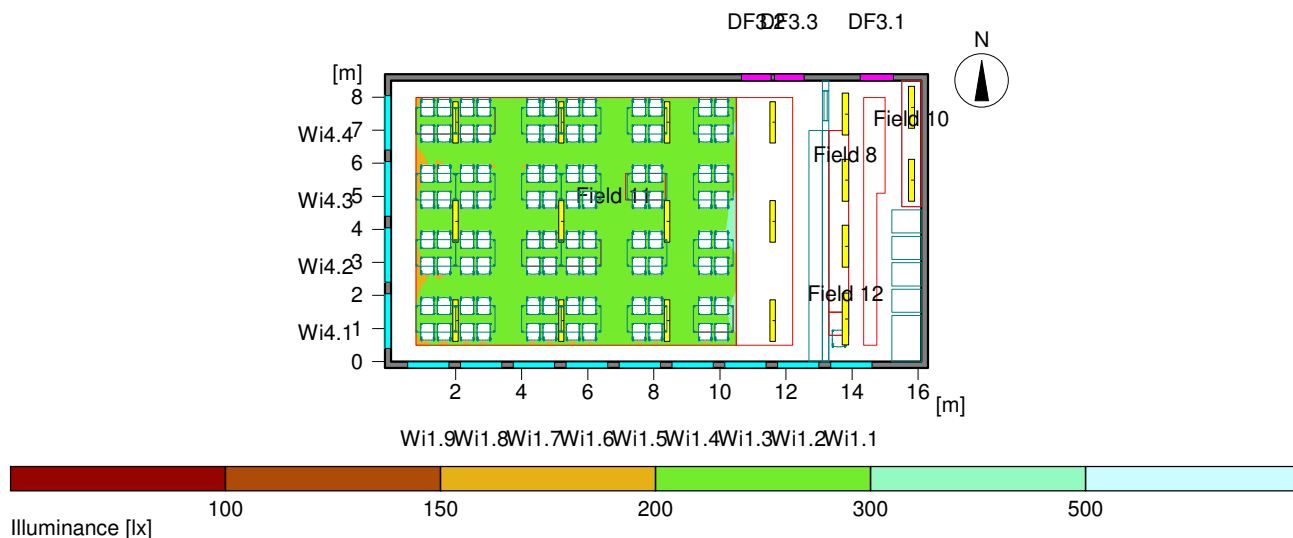 DF3.2 DF3.3 DF3.1
N
[m]
8
Wi4.4 7
Field 10
6
Field 8
Wi4.3 5
Field 11
4
Wi4.2 3
2
Field 12
Wi4.1 1
0
2 4 6 8 10 12 14 16
[m]
Wi1.9 Wi1.8 Wi1.7 Wi1.6 Wi1.5 Wi1.4 Wi1.3 Wi1.2 Wi1.1
100 150 200 300 500
Illuminance [lx]